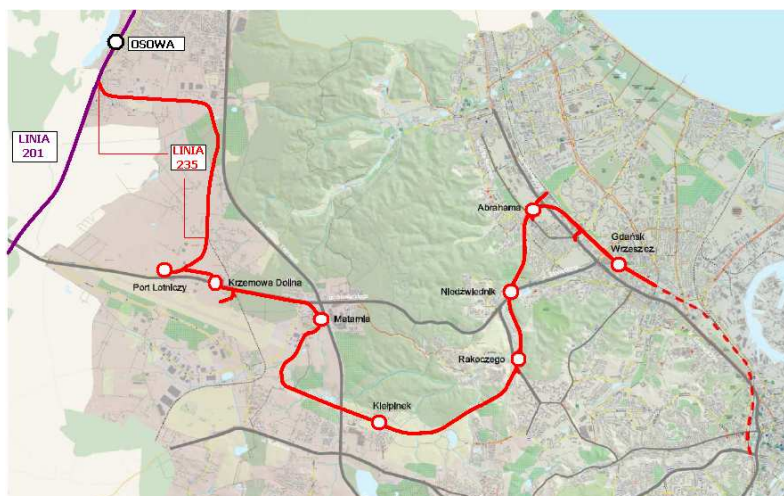 OSOWA
LINIA
201
LINIA
235
Abrahama
Gdańsk
Wrzeszcz
Port Lotniczy
Krzemowa Dolina
Niedźwiednik
Matarnia
Rakoczego
Kiełpinek